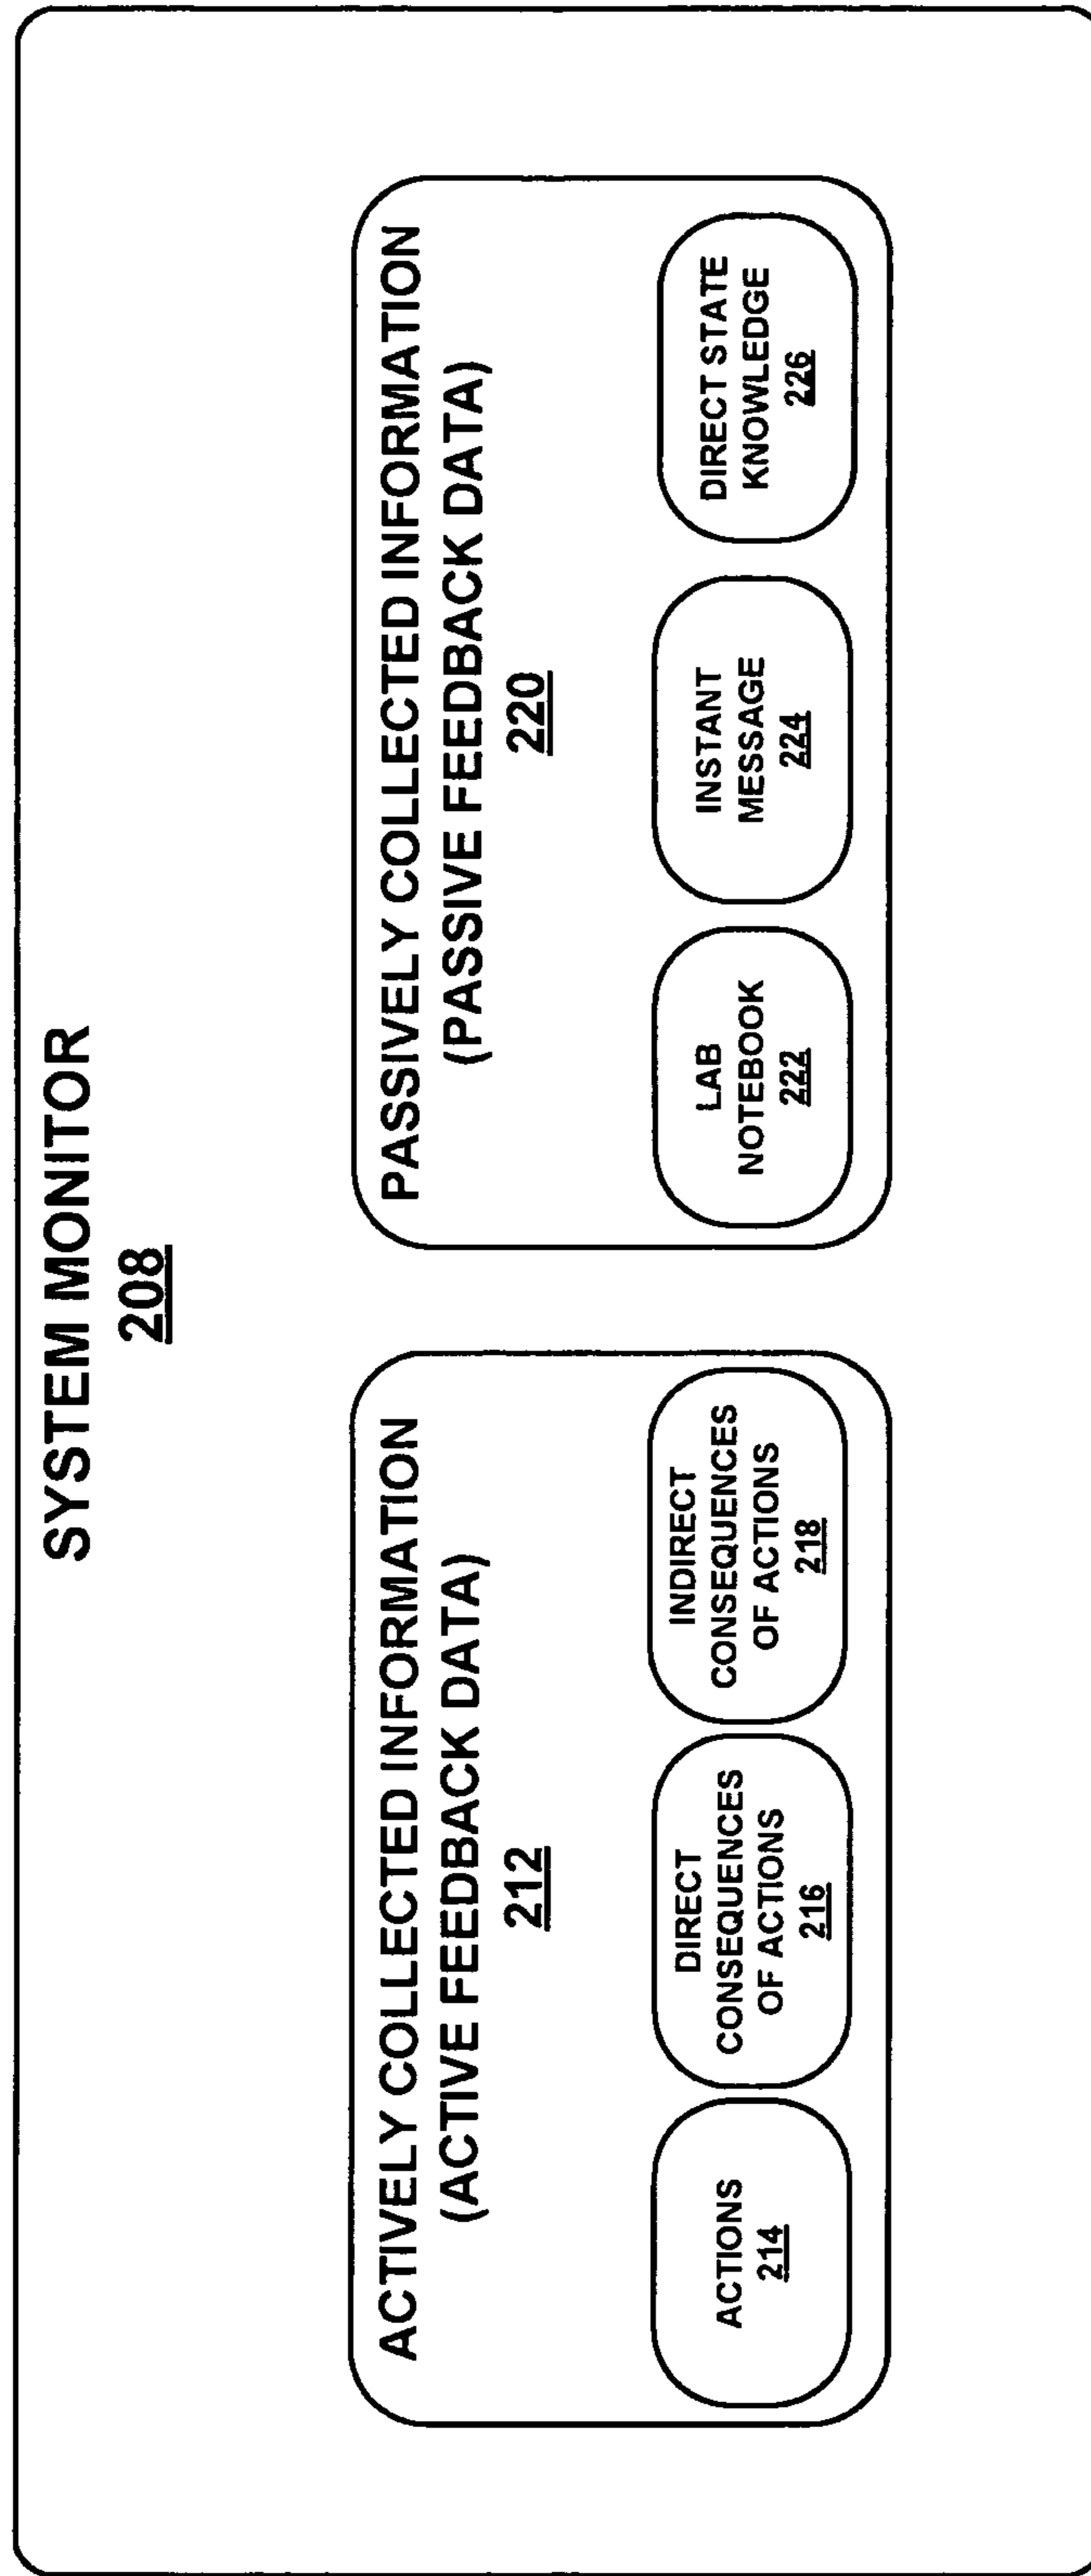 SYSTEM MONITOR
208
ACTIVELY COLLECTED INFORMATION
(ACTIVE FEEDBACK DATA)
212
ACTIONS
214
DIRECT
CONSEQUENCES
OF ACTIONS
216
INDIRECT
CONSEQUENCES
OF ACTIONS
218
PASSIVELY COLLECTED INFORMATION
(PASSIVE FEEDBACK DATA)
220
LAB
NOTEBOOK
222
INSTANT
MESSAGE
224
DIRECT STATE
KNOWLEDGE
226